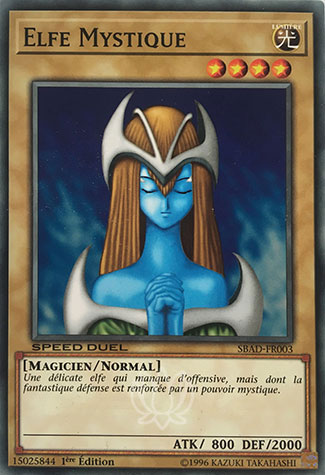 Elfe Mystique
LUMIÈRE
光
SPEED DUEL
SBAD-FR003
[Magicien/Normal]
Une délicate elfe qui manque d'offensive, mais dont la
fantastique défense est renforcée par un pouvoir mystique.
ATK/ 800 DEF/2000
15025844 1ère Édition
©1996 KAZUKI TAKAHASHI